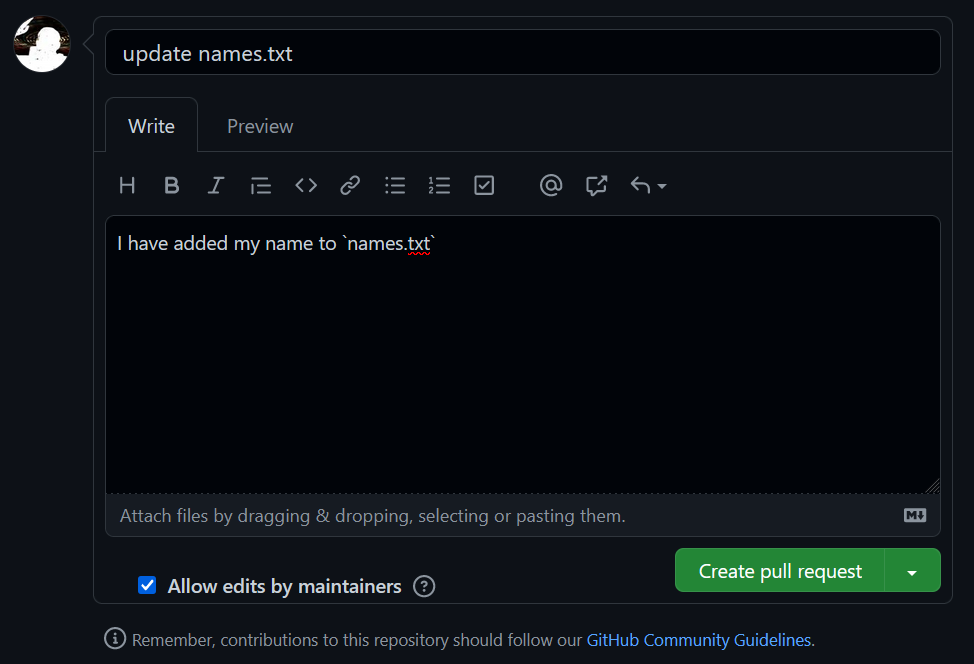 update names.txt
Write Preview
H B I
I have added my name to `names.txt`
Attach files by dragging & dropping, selecting or pasting them.
Allow edits by maintainers
Create pull request
Remember, contributions to this repository should follow our GitHub Community Guidelines.